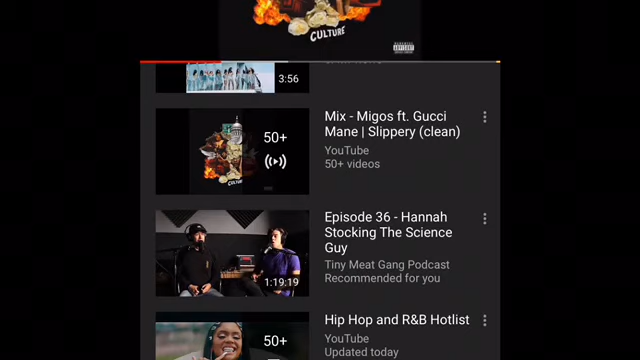 CULTURE
3:56
50+
CULTURE
Mix - Migos ft. Gucci
Mane | Slippery (clean)
YouTube
50+ videos
1:19:19
Episode 36 - Hannah
Stocking The Science
Guy
Tiny Meat Gang Podcast
Recommended for you
50+
Hip Hop and R&B Hotlist
YouTube
Updated today